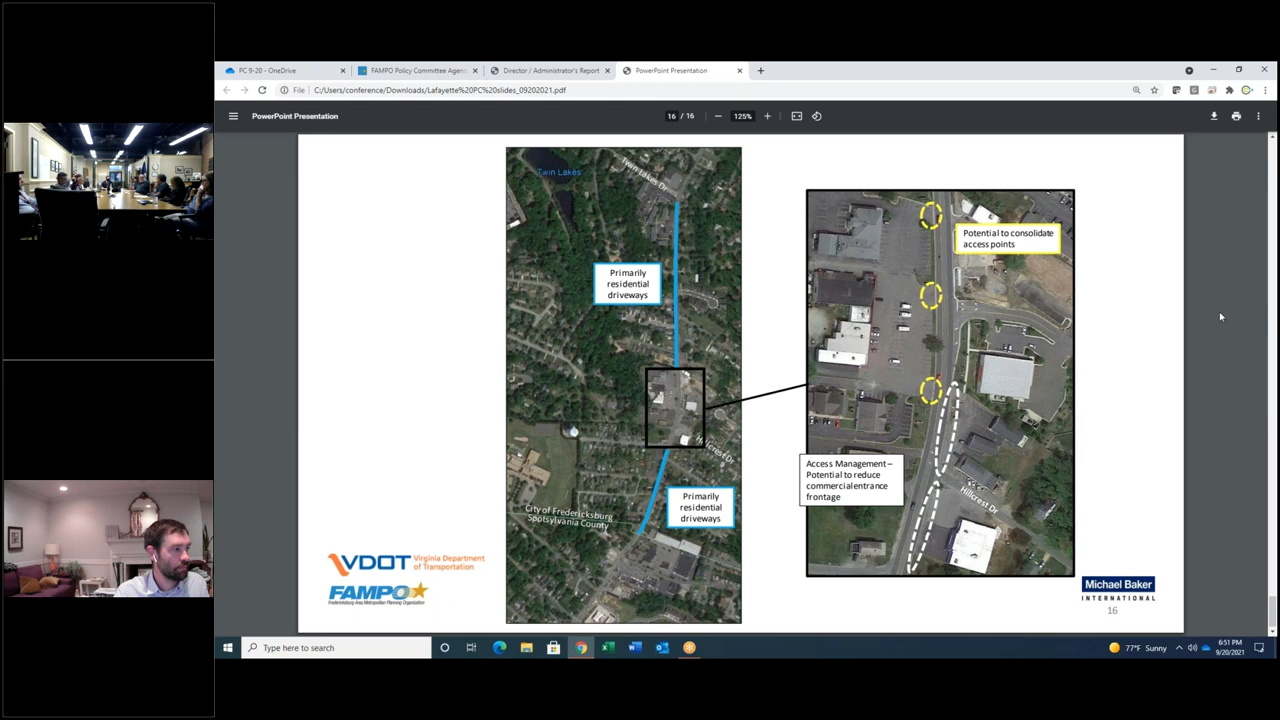 PC 9-20 - OneDrive
FAMPO Policy Committee Agend
Director / Administrator's Report
PowerPoint Presentation
File
C:/Users/conference/Downloads/Lafayette%20PC%20slides_09202021.pdf
PowerPoint Presentation
16 / 16
125%
Twin Lakes
Twin Lakes Dr
Primarily
residential
driveways
Hillcrest Dr
Primarily
residential
driveways
City of Fredericksburg
Spotsylvania County
Potential to consolidate
access points
Access Management –
Potential to reduce
commercial entrance
frontage
Hillcrest Dr
VDOT Virginia Department
of Transportation
FAMPO
Fredericksburg Area Metropolitan Planning Organization
Michael Baker
INTERNATIONAL
16
Type here to search
77°F Sunny
6:51 PM
9/20/2021